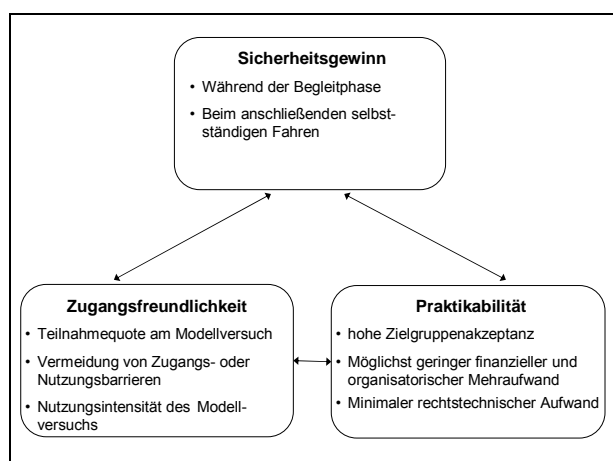 Sicherheitsgewinn
• Während der Begleitphase
• Beim anschließenden selbst-
ständigen Fahren
Zugangsfreundlichkeit
• Teilnahmequote am Modellversuch
• Vermeidung von Zugangs- oder
Nutzungsbarrieren
• Nutzungsintensität des Modell-
versuchs
Praktikabilität
• hohe Zielgruppenakzeptanz
• Möglichst geringer finanzieller und
organisatorischer Mehraufwand
• Minimaler rechtstechnischer Aufwand